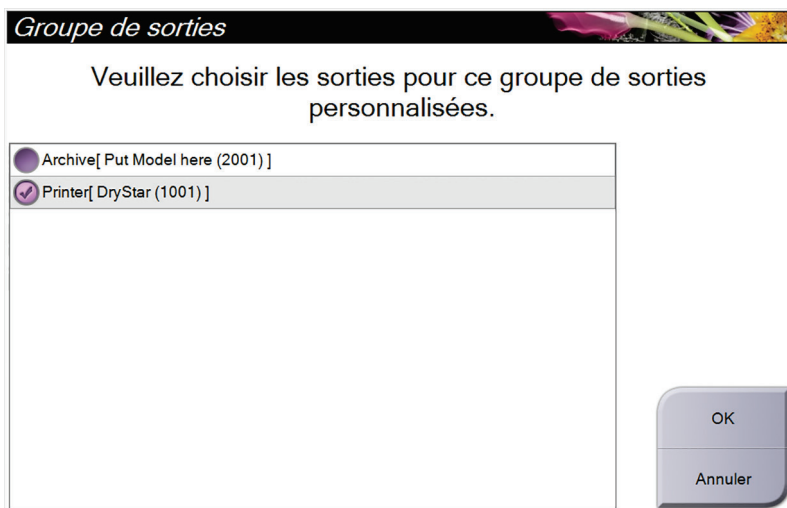 Groupe de sorties
Veuillez choisir les sorties pour ce groupe de sorties
personnalisées.
Archive[ Put Model here (2001) ]
Printer[ DryStar (1001) ]
OK
Annuler